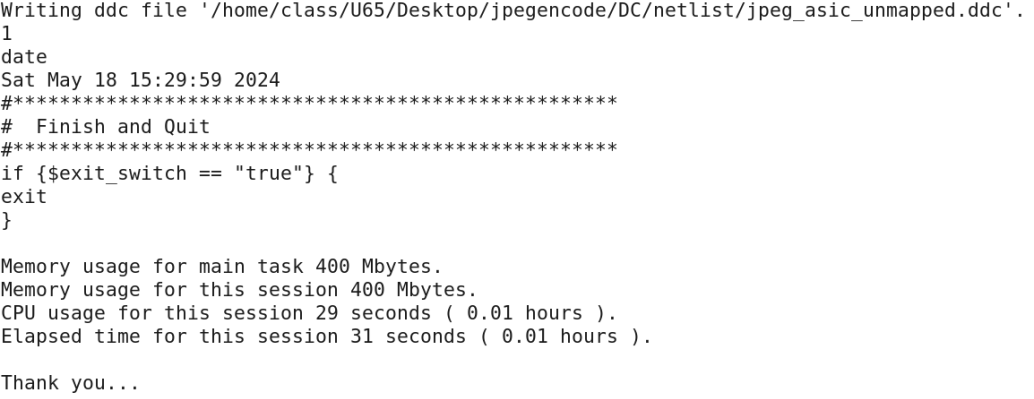 Writing ddc file '/home/class/U65/Desktop/jpegencode/DC/netlist/jpeg_asic_unmapped.ddc'.
1
date
Sat May 18 15:29:59 2024
#****************************************************
#  Finish and Quit
#****************************************************
if {$exit_switch == "true"} {
exit
}

Memory usage for main task 400 Mbytes.
Memory usage for this session 400 Mbytes.
CPU usage for this session 29 seconds ( 0.01 hours ).
Elapsed time for this session 31 seconds ( 0.01 hours ).

Thank you...